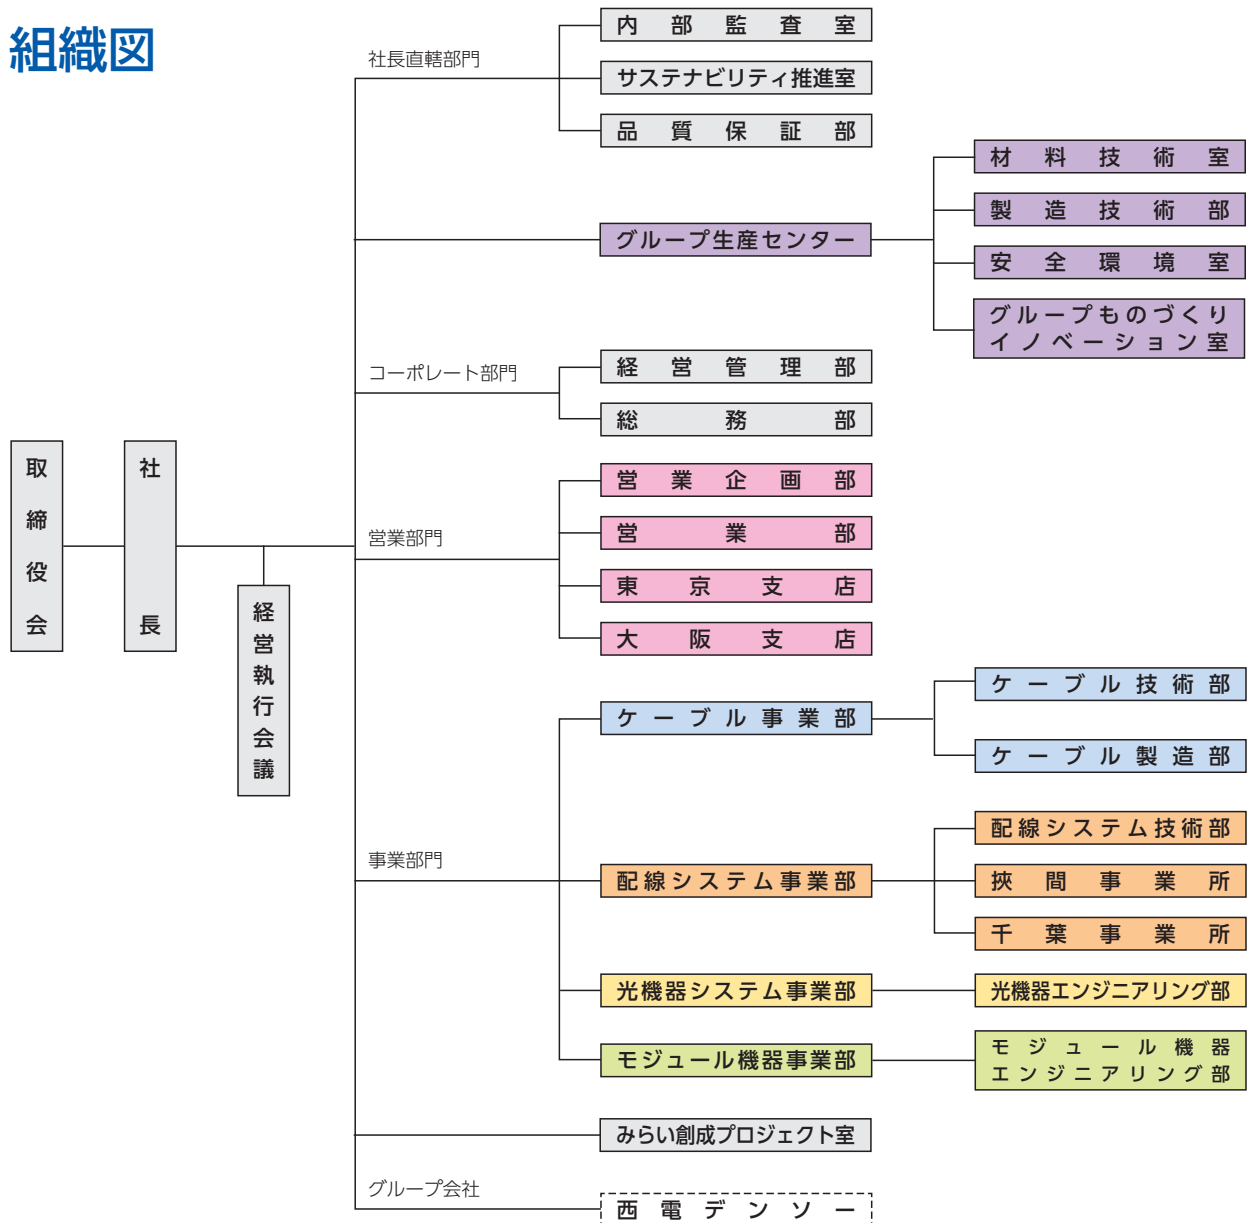 組織図
取締役会
社長
経営執行会議
社長直轄部門
内部監査室
サステナビリティ推進室
品質保証部
グループ生産センター
材料技術室
製造技術部
安全環境室
グループものづくり
イノベーション室
コーポレート部門
経営管理部
総務部
営業部門
営業企画部
営業部
東京支店
大阪支店
事業部門
ケーブル事業部
ケーブル技術部
ケーブル製造部
配線システム事業部
配線システム技術部
挾間事業所
千葉事業所
光機器システム事業部
光機器エンジニアリング部
モジュール機器事業部
モジュール機器
エンジニアリング部
みらい創成プロジェクト室
グループ会社
西電デンソー